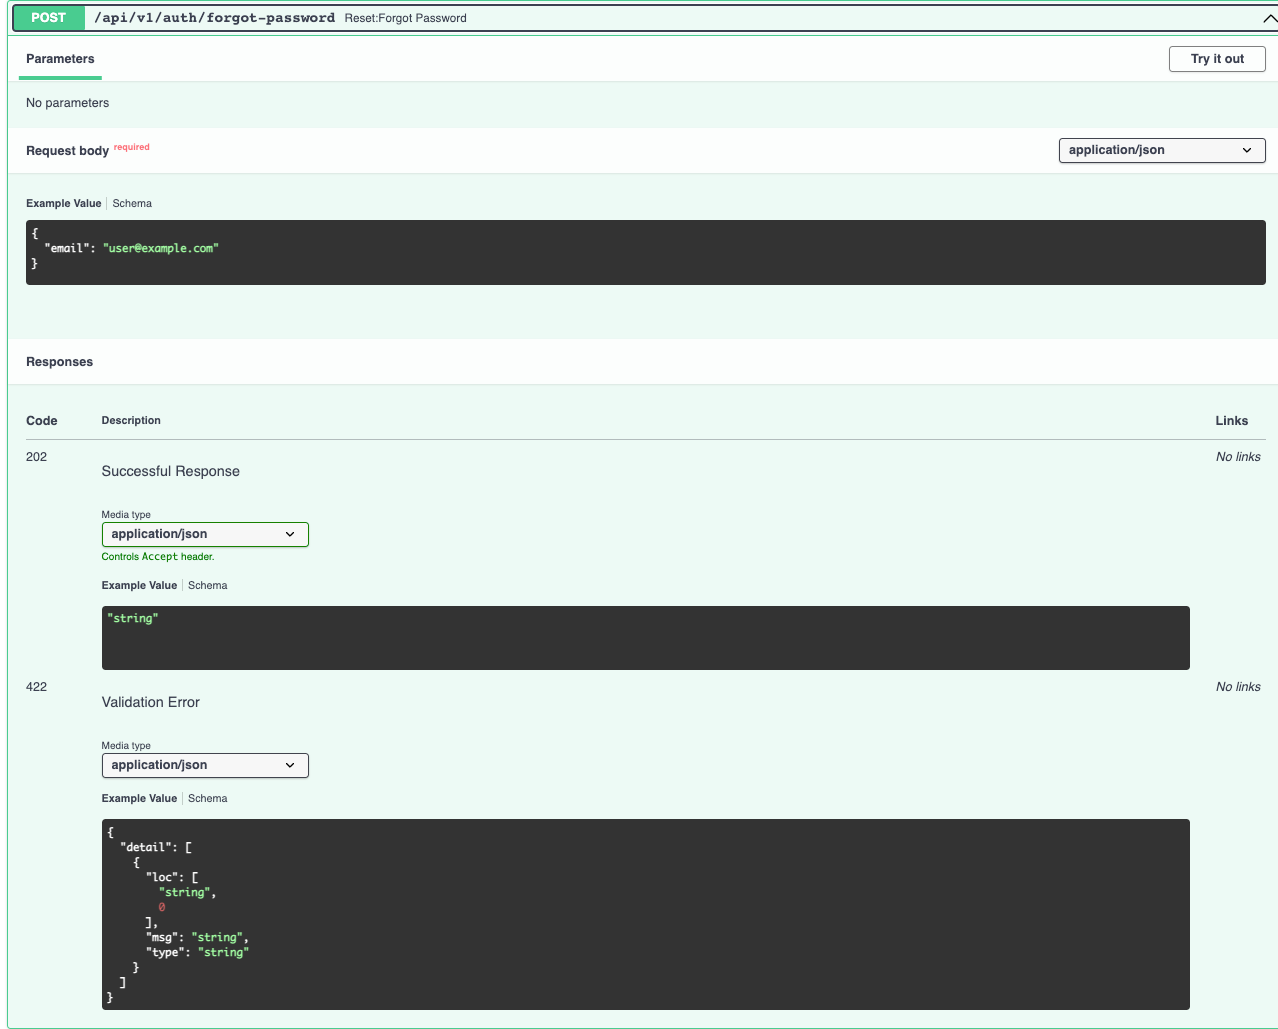 POST /api/v1/auth/forgot-password Reset:Forgot Password
Parameters
Try it out
No parameters
Request body required
application/json
Example Value Schema
{
"email": "user@example.com"
}
Responses
Code Description Links
202 No links
Successful Response
Media type
application/json
Controls Accept header.
Example Value Schema
"string"
422 No links
Validation Error
Media type
application/json
Example Value Schema
{
"detail": [
{
"loc": [
"string",
0
],
"msg": "string",
"type": "string"
}
]
}